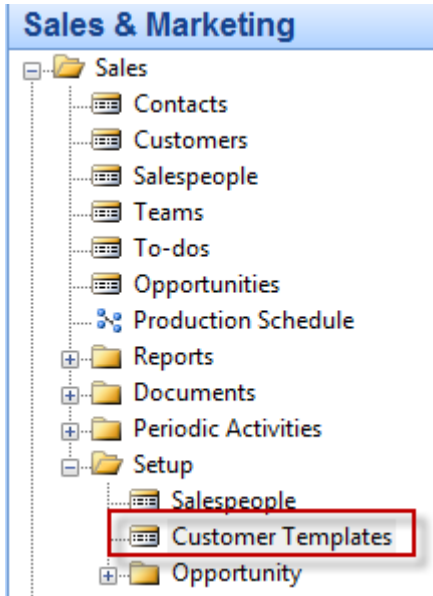 Sales & Marketing
Sales
Contacts
Customers
Salespeople
Teams
To-dos
Opportunities
Production Schedule
Reports
Documents
Periodic Activities
Setup
Salespeople
Customer Templates
Opportunity